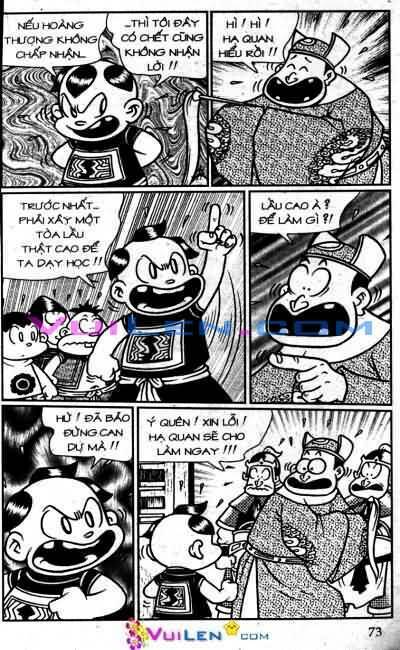 NẾU HOÀNG
THƯỢNG KHÔNG
CHẤP NHẬN...
...THÌ TÔI ĐÂY
CÓ CHẾT CŨNG
KHÔNG NHẬN
LỜI !!
HÌ ! HÌ !
HẠ QUAN
HIỂU RỒI !!
TRƯỚC NHẤT...
PHẢI XÂY MỘT
TÒA LẦU
THẬT CAO ĐỂ
TA DẠY HỌC !!
LẦU CAO À ?
ĐỂ LÀM GÌ ?!
VUILEN.COM
HỨ ! ĐÃ BẢO
ĐỪNG CAN
DỰ MÀ !!
Ý QUÊN ! XIN LỖI !
HẠ QUAN SẼ CHO
LÀM NGAY !!!
73
VUILEN.COM